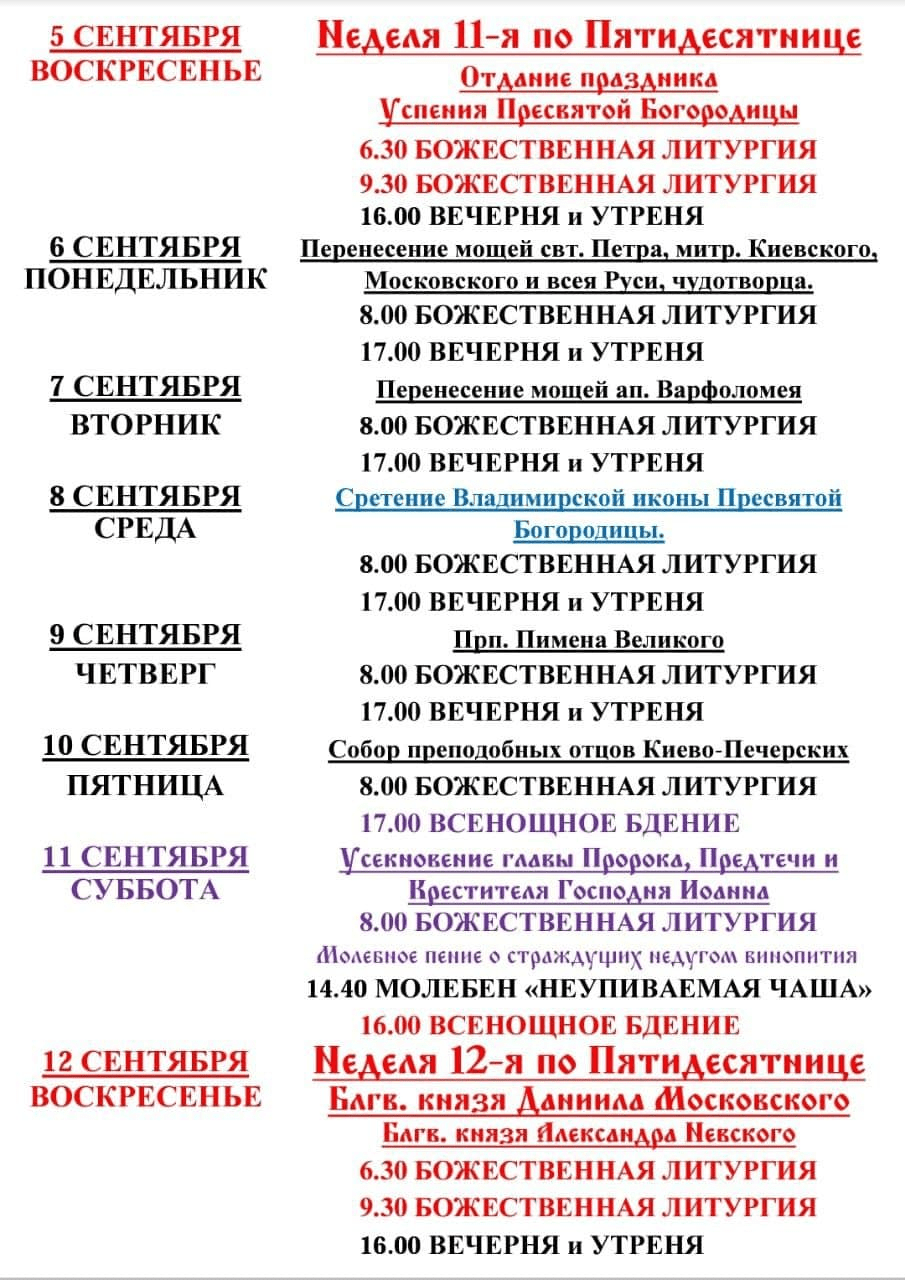 5 СЕНТЯБРЯ
ВОСКРЕСЕНЬЕ
Неделя 11-я по Пятидесятнице
Отдание праздника
Успения Пресвятой Богородицы
6.30 БОЖЕСТВЕННАЯ ЛИТУРГИЯ
9.30 БОЖЕСТВЕННАЯ ЛИТУРГИЯ
16.00 ВЕЧЕРНЯ и УТРЕНЯ
6 СЕНТЯБРЯ
ПОНЕДЕЛЬНИК
Перенесение мощей свт. Петра, митр. Киевского,
Московского и всея Руси, чудотворца.
8.00 БОЖЕСТВЕННАЯ ЛИТУРГИЯ
17.00 ВЕЧЕРНЯ и УТРЕНЯ
7 СЕНТЯБРЯ
ВТОРНИК
Перенесение мощей ап. Варфоломея
8.00 БОЖЕСТВЕННАЯ ЛИТУРГИЯ
17.00 ВЕЧЕРНЯ и УТРЕНЯ
8 СЕНТЯБРЯ
СРЕДА
Сретение Владимирской иконы Пресвятой
Богородицы.
8.00 БОЖЕСТВЕННАЯ ЛИТУРГИЯ
17.00 ВЕЧЕРНЯ и УТРЕНЯ
9 СЕНТЯБРЯ
ЧЕТВЕРГ
Прп. Пимена Великого
8.00 БОЖЕСТВЕННАЯ ЛИТУРГИЯ
17.00 ВЕЧЕРНЯ и УТРЕНЯ
10 СЕНТЯБРЯ
ПЯТНИЦА
Собор преподобных отцов Киево-Печерских
8.00 БОЖЕСТВЕННАЯ ЛИТУРГИЯ
17.00 ВСЕНОЩНОЕ БДЕНИЕ
11 СЕНТЯБРЯ
СУББОТА
Усекновение главы Пророка, Предтечи и
Крестителя Господня Иоанна
8.00 БОЖЕСТВЕННАЯ ЛИТУРГИЯ
Молебное пение о страждущих недугом винопития
14.40 МОЛЕБЕН «НЕУПИВАЕМАЯ ЧАША»
16.00 ВСЕНОЩНОЕ БДЕНИЕ
12 СЕНТЯБРЯ
ВОСКРЕСЕНЬЕ
Неделя 12-я по Пятидесятнице
Блгв. князя Даниила Московского
Блгв. князя Александра Невского
6.30 БОЖЕСТВЕННАЯ ЛИТУРГИЯ
9.30 БОЖЕСТВЕННАЯ ЛИТУРГИЯ
16.00 ВЕЧЕРНЯ и УТРЕНЯ